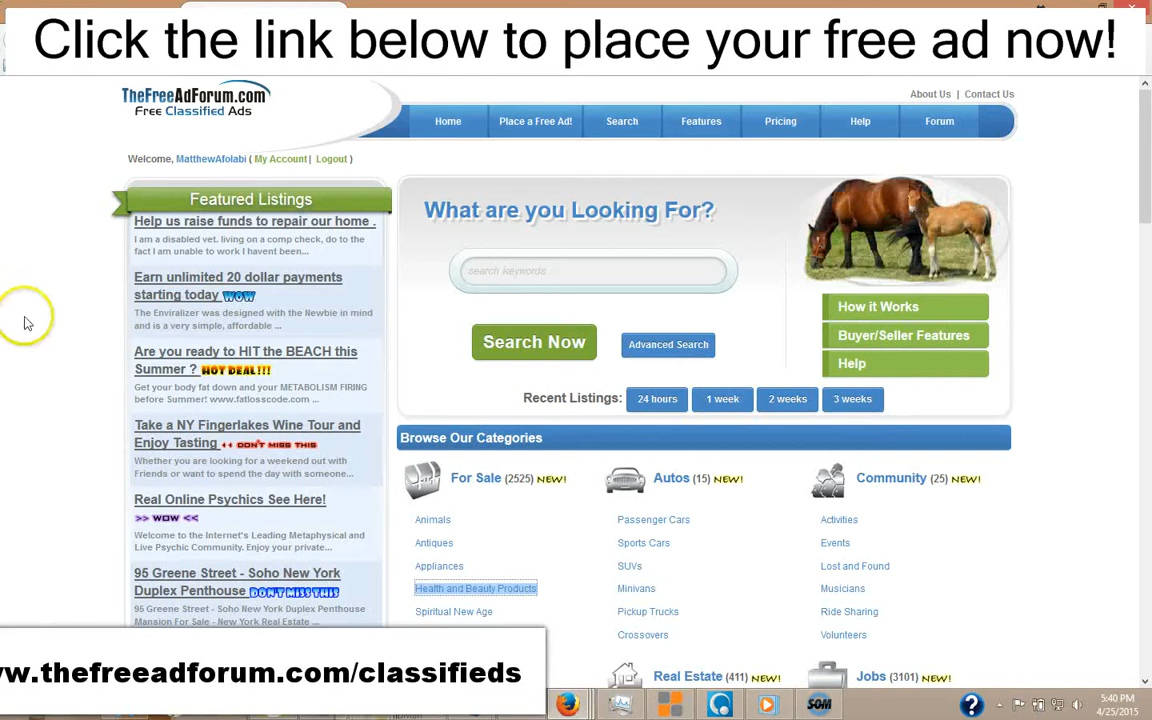 Click the link below to place your free ad now!
TheFreeAdForum.com
Free Classified Ads
About Us | Contact Us
Home Place a Free Ad! Search Features Pricing Help Forum
Welcome, MatthewAfolabi ( My Account | Logout )
Featured Listings
Help us raise funds to repair our home .
I am a disabled vet. living on a comp check, do to the
fact I am unable to work I havent been...
Earn unlimited 20 dollar payments
starting today WOW
The Enviralizer was designed with the Newbie in mind
and is a very simple, affordable ...
Are you ready to HIT the BEACH this
Summer ? HOT DEAL!!!
Get your body fat down and your METABOLISM FIRING
before Summer! www.fatlosscode.com ...
Take a NY Fingerlakes Wine Tour and
Enjoy Tasting DON'T MISS THIS
Whether you are looking for a weekend out with
Friends or want to spend the day with someone...
Real Online Psychics See Here!
>> WOW <<
Welcome to the Internet's Leading Metaphysical and
Live Psychic Community. Enjoy your private...
95 Greene Street - Soho New York
Duplex Penthouse DON'T MISS THIS
95 Greene Street - Soho New York Duplex Penthouse
Mansion For Sale - New York Real Estate ...
What are you Looking For?
search keywords
Search Now Advanced Search
How it Works
Buyer/Seller Features
Help
Recent Listings: 24 hours 1 week 2 weeks 3 weeks
Browse Our Categories
For Sale (2525) NEW!
Animals
Antiques
Appliances
Health and Beauty Products
Spiritual New Age
Autos (15) NEW!
Passenger Cars
Sports Cars
SUVs
Minivans
Pickup Trucks
Crossovers
Community (25) NEW!
Activities
Events
Lost and Found
Musicians
Ride Sharing
Volunteers
Real Estate (411) NEW!
Jobs (3101) NEW!
w.thefreeadforum.com/classifieds
SOM
5:40 PM
4/25/2015